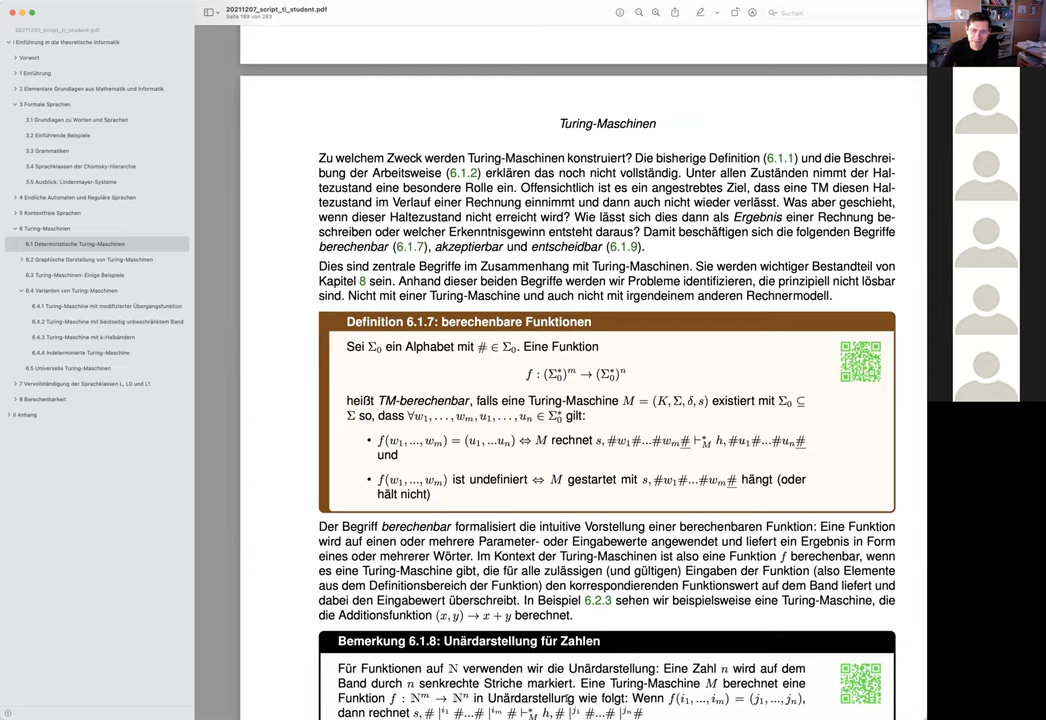 20211207_script_ti_student.pdf
Seite 199 von 283
Suchen
20211207_script_ti_student.pdf
I Einführung in die theoretische Informatik
Vorwort
1 Einführung
2 Elementare Grundlagen aus Mathematik und Informatik
3 Formale Sprachen
3.1 Grundlagen zu Worten und Sprachen
3.2 Einführende Beispiele
3.3 Grammatiken
3.4 Sprachklassen der Chomsky-Hierarchie
3.5 Ausblick: Lindenmayer-Systeme
4 Endliche Automaten und Reguläre Sprachen
5 Kontextfreie Sprachen
6 Turing-Maschinen
6.1 Deterministische Turing-Maschinen
6.2 Graphische Darstellung von Turing-Maschinen
6.3 Turing-Maschinen: Einige Beispiele
6.4 Varianten von Turing-Maschinen
6.4.1 Turing-Maschine mit modifizierter Übergangsfunktion
6.4.2 Turing-Maschine mit beidseitig unbeschränktem Band
6.4.3 Turing-Maschine mit k-Halbändern
6.4.4 Indeterminierte Turing-Maschine
6.5 Universelle Turing-Maschinen
7 Vervollständigung der Sprachklassen L, L0 und L1
8 Berechenbarkeit
II Anhang
Turing-Maschinen
Zu welchem Zweck werden Turing-Maschinen konstruiert? Die bisherige Definition (6.1.1) und die Beschrei-
bung der Arbeitsweise (6.1.2) erklären das noch nicht vollständig. Unter allen Zuständen nimmt der Hal-
tezustand eine besondere Rolle ein. Offensichtlich ist es ein angestrebtes Ziel, dass eine TM diesen Hal-
tezustand im Verlauf einer Rechnung einnimmt und dann auch nicht wieder verlässt. Was aber geschieht,
wenn dieser Haltezustand nicht erreicht wird? Wie lässt sich dies dann als Ergebnis einer Rechnung be-
schreiben oder welcher Erkenntnisgewinn entsteht daraus? Damit beschäftigen sich die folgenden Begriffe
berechenbar (6.1.7), akzeptierbar und entscheidbar (6.1.9).
Dies sind zentrale Begriffe im Zusammenhang mit Turing-Maschinen. Sie werden wichtiger Bestandteil von
Kapitel 8 sein. Anhand dieser beiden Begriffe werden wir Probleme identifizieren, die prinzipiell nicht lösbar
sind. Nicht mit einer Turing-Maschine und auch nicht mit irgendeinem anderen Rechnermodell.
Definition 6.1.7: berechenbare Funktionen
Sei Σ₀ ein Alphabet mit # ∈ Σ₀. Eine Funktion
f : (Σ₀*)ᵐ → (Σ₀*)ⁿ
heißt TM-berechenbar, falls eine Turing-Maschine M = (K, Σ, δ, s) existiert mit Σ₀ ⊆
Σ so, dass ∀w₁, . . . , wₘ, u₁, . . . , uₙ ∈ Σ₀* gilt:
• f(w₁, ..., wₘ) = (u₁, ...uₙ) ⇔ M rechnet s, #w₁#...#wₘ# ⊢*_M h, #u₁#...#uₙ#
und
• f(w₁, ..., wₘ) ist undefiniert ⇔ M gestartet mit s, #w₁#...#wₘ# hängt (oder
hält nicht)
Der Begriff berechenbar formalisiert die intuitive Vorstellung einer berechenbaren Funktion: Eine Funktion
wird auf einen oder mehrere Parameter- oder Eingabewerte angewendet und liefert ein Ergebnis in Form
eines oder mehrerer Wörter. Im Kontext der Turing-Maschinen ist also eine Funktion f berechenbar, wenn
es eine Turing-Maschine gibt, die für alle zulässigen (und gültigen) Eingaben der Funktion (also Elemente
aus dem Definitionsbereich der Funktion) den korrespondierenden Funktionswert auf dem Band liefert und
dabei den Eingabewert überschreibt. In Beispiel 6.2.3 sehen wir beispielsweise eine Turing-Maschine, die
die Additionsfunktion (x, y) → x + y berechnet.
Bemerkung 6.1.8: Unärdarstellung für Zahlen
Für Funktionen auf ℕ verwenden wir die Unärdarstellung: Eine Zahl n wird auf dem
Band durch n senkrechte Striche markiert. Eine Turing-Maschine M berechnet eine
Funktion f : ℕᵐ → ℕⁿ in Unärdarstellung wie folgt: Wenn f(i₁, ..., iₘ) = (j₁, ..., jₙ),
dann rechnet s, # |^{i₁} #...# |^{iₘ} # ⊢*_M h, # |^{j₁} #...# |^{jₙ} #